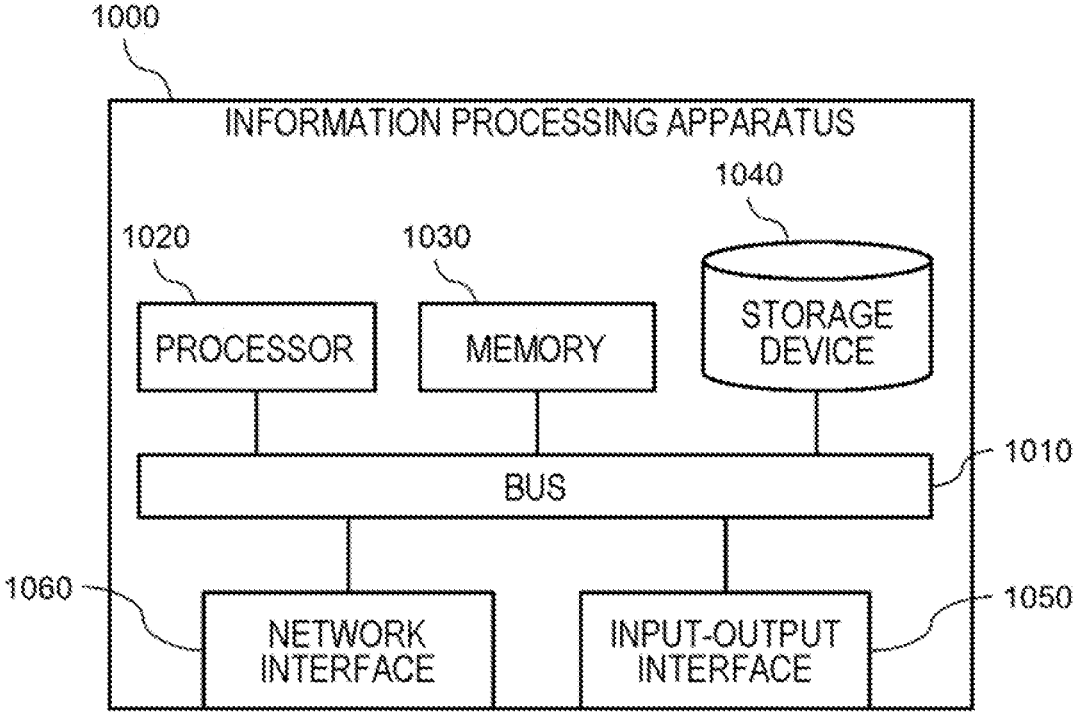 1000
INFORMATION PROCESSING APPARATUS
1040
1020
1030
STORAGE
DEVICE
PROCESSOR
MEMORY
1010
BUS
1060
1050
NETWORK
INTERFACE
INPUT-OUTPUT
INTERFACE